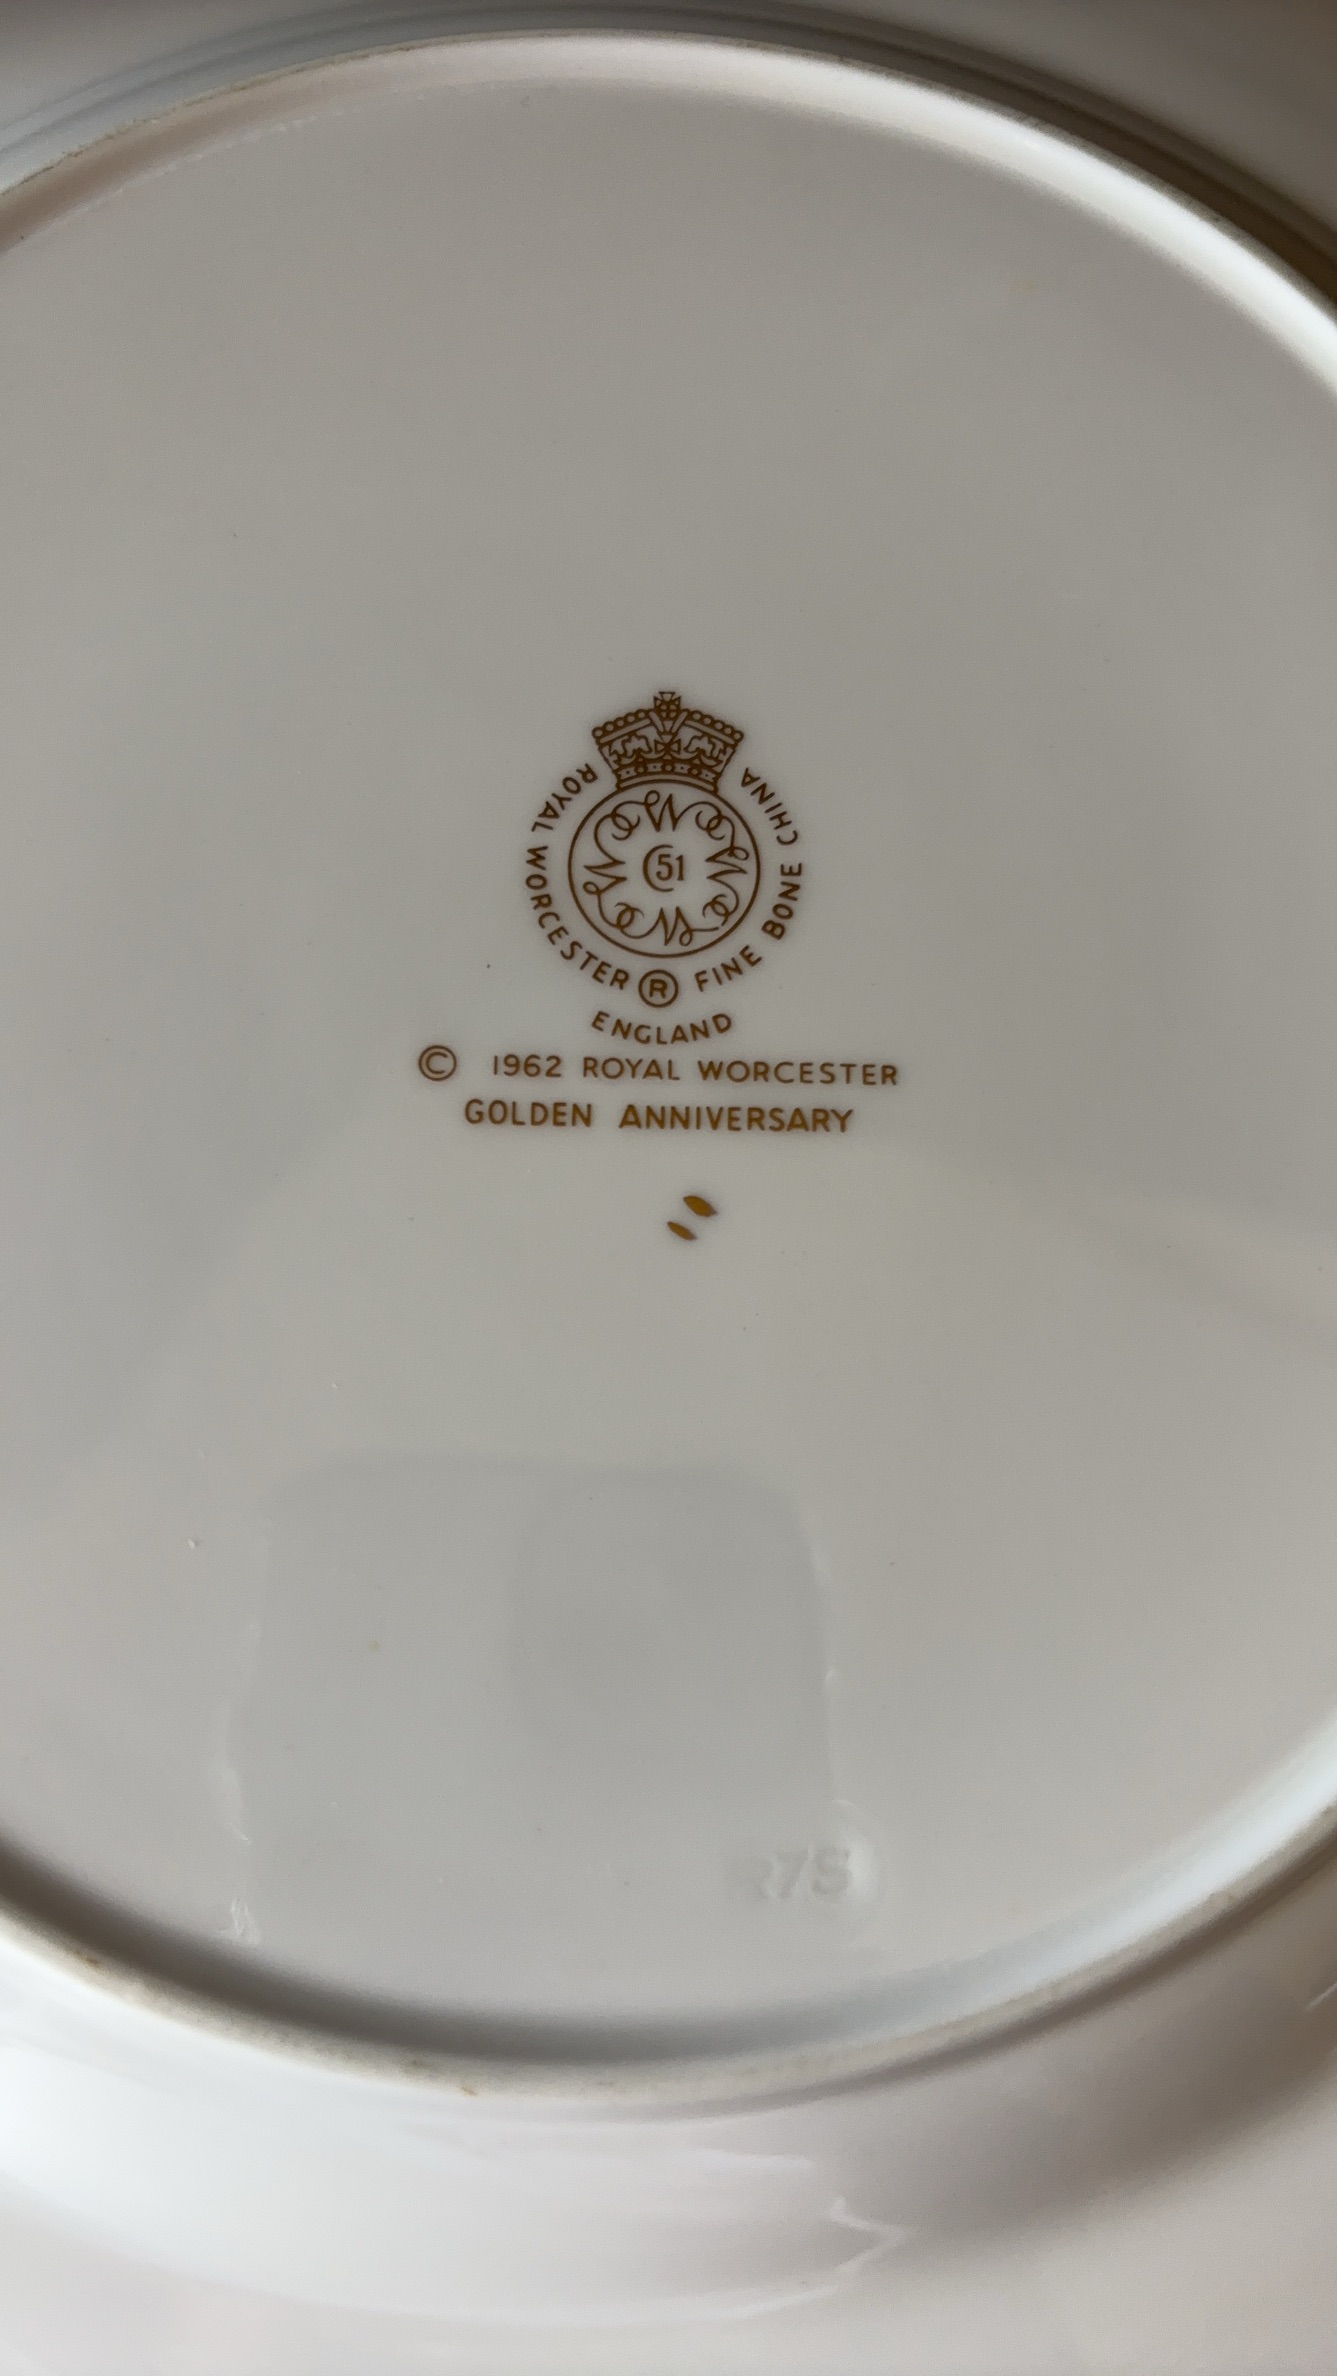 ROYAL WORCESTER ® FINE BONE CHINA
51
ENGLAND
© 1962 ROYAL WORCESTER
GOLDEN ANNIVERSARY